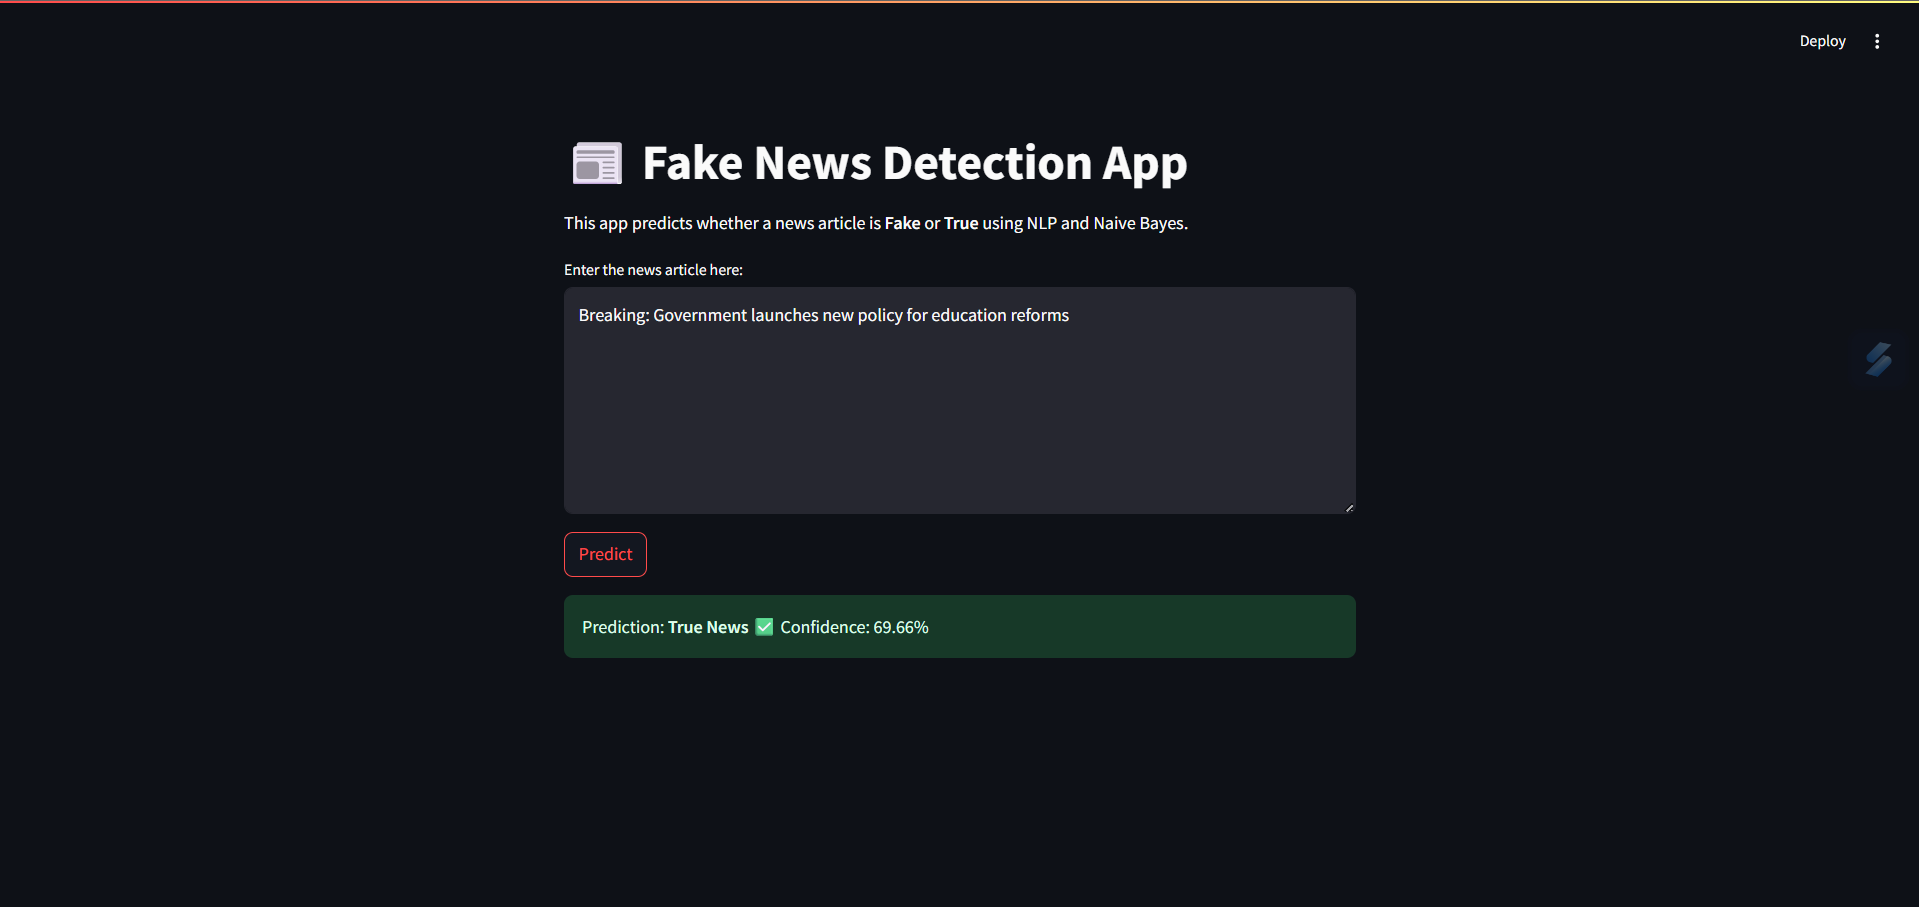 Deploy
Fake News Detection App
This app predicts whether a news article is Fake or True using NLP and Naive Bayes.
Enter the news article here:
Breaking: Government launches new policy for education reforms
Predict
Prediction: True News ✅ Confidence: 69.66%